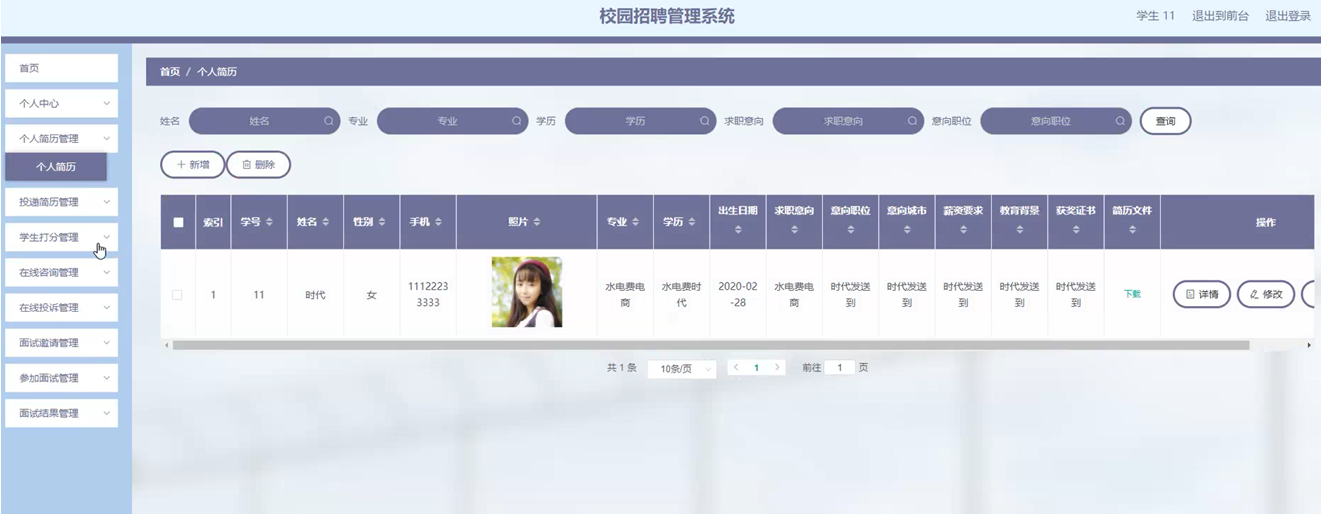 校园招聘管理系统
学生 11 退出到前台 退出登录
首页
个人中心
个人简历管理
个人简历
投递简历管理
学生打分管理
在线咨询管理
在线投诉管理
面试邀请管理
参加面试管理
面试结果管理
首页 / 个人简历
姓名 姓名 专业 专业 学历 学历 求职意向 求职意向 意向职位 意向职位 查询
+ 新增 删除
索引 学号 姓名 性别 手机 照片 专业 学历 出生日期 求职意向 意向职位 意向城市 薪资要求 教育背景 获奖证书 简历文件 操作
1 11 时代 女 11122233333 水电费电商 水电费时代 2020-02-28 水电费电商 时代发送到 时代发送到 时代发送到 时代发送到 时代发送到 下载 详情 修改
共 1 条 10条/页 1 前往 1 页